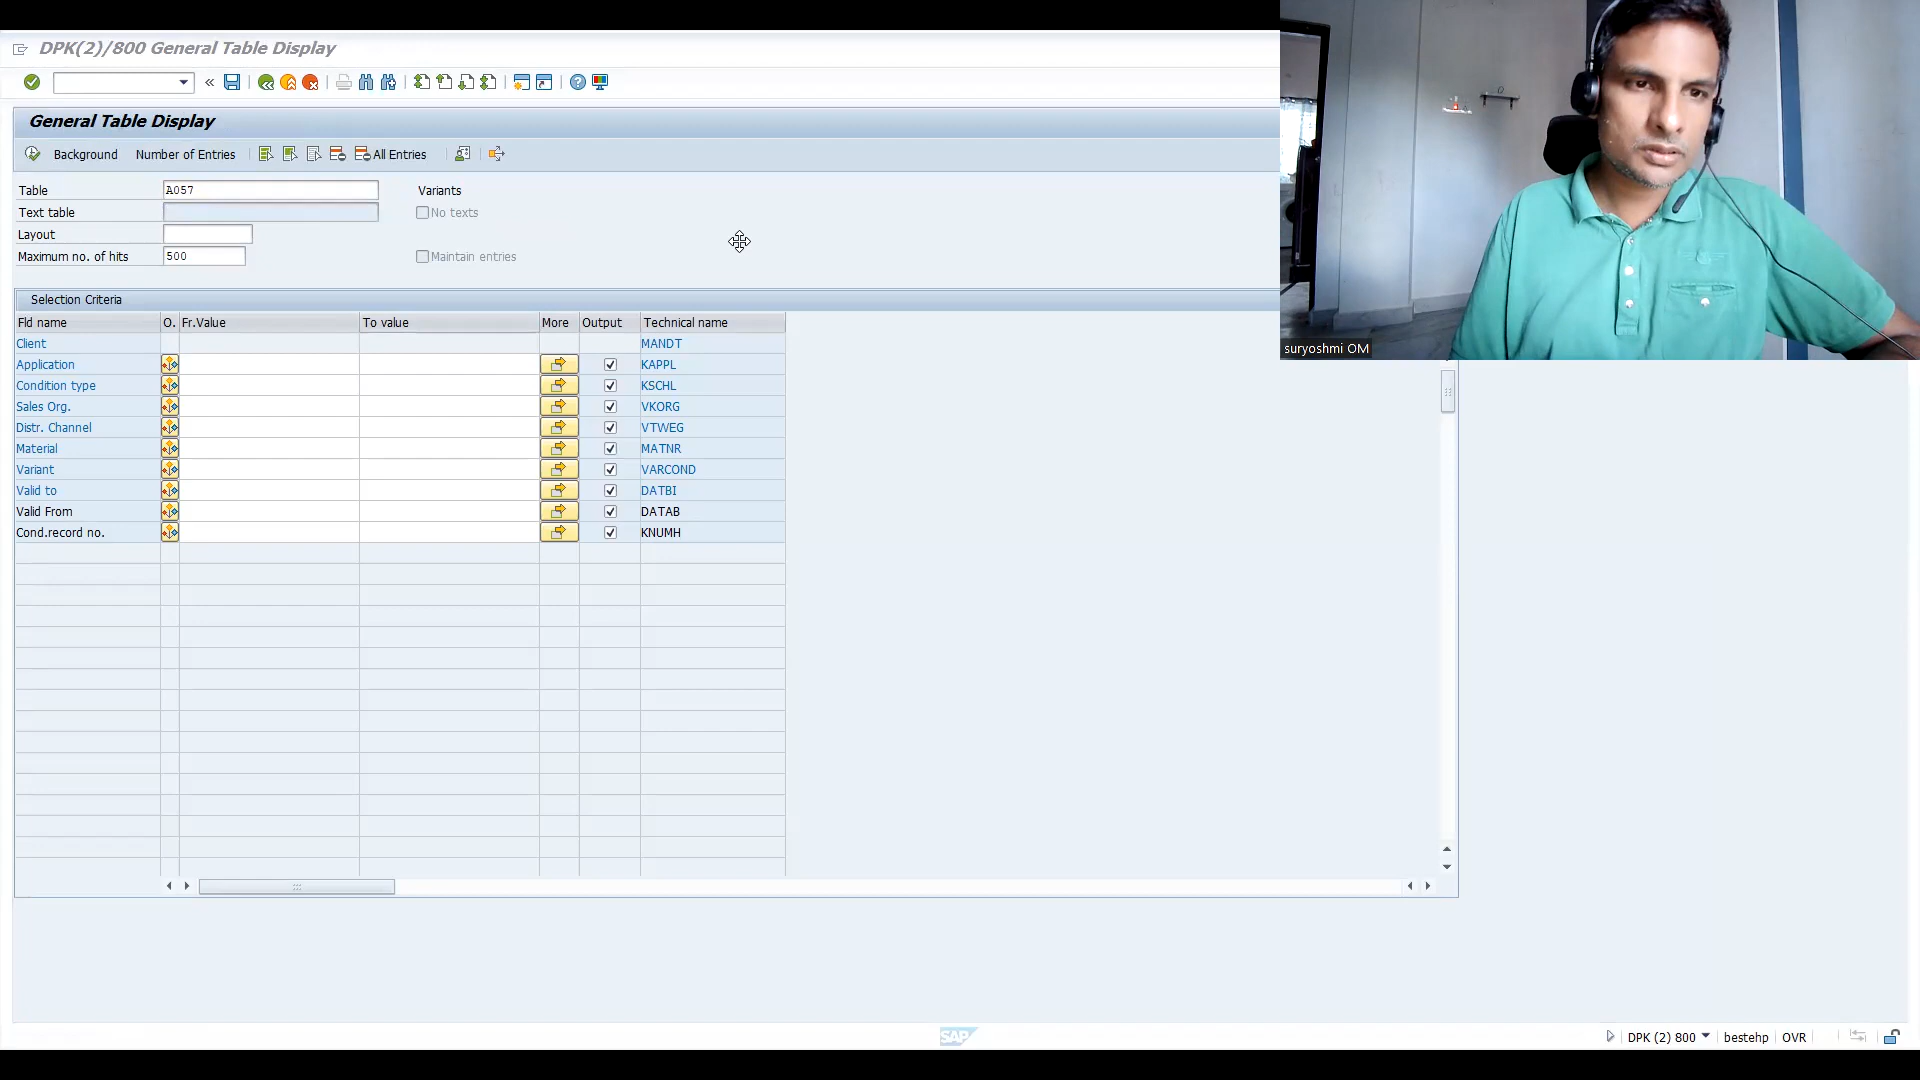 DPK(2)/800 General Table Display
General Table Display
Background Number of Entries All Entries
Table A057 Variants
Text table No texts
Layout
Maximum no. of hits 500 Maintain entries
Selection Criteria
Fld name O. Fr.Value To value More Output Technical name
Client MANDT
Application KAPPL
Condition type KSCHL
Sales Org. VKORG
Distr. Channel VTWEG
Material MATNR
Variant VARCOND
Valid to DATBI
Valid From DATAB
Cond.record no. KNUMH
suryoshmi OM
SAP
DPK (2) 800 bestehp OVR